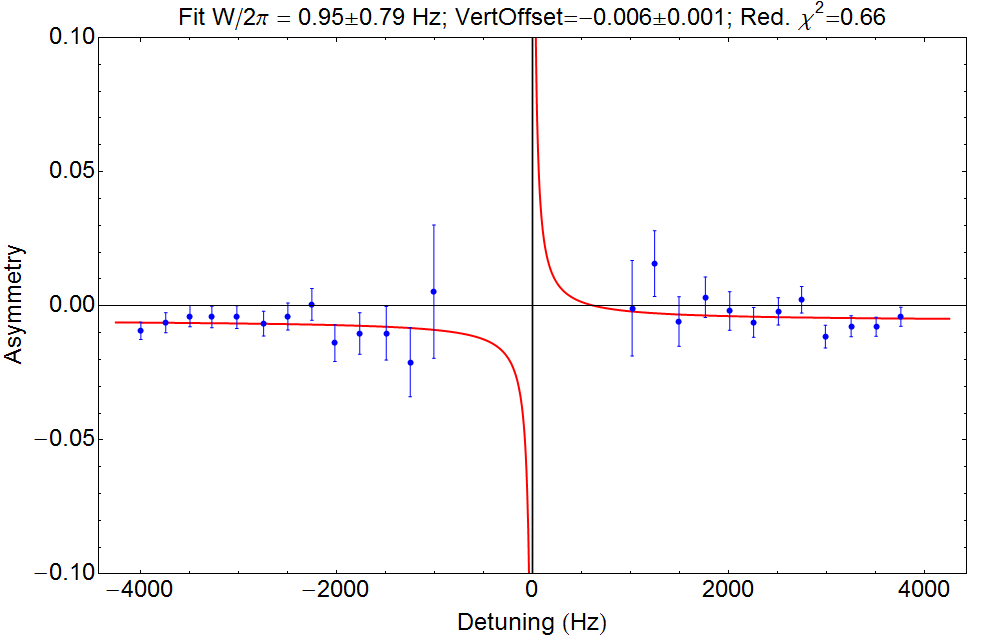 Fit W/2π = 0.95±0.79 Hz; VertOffset=−0.006±0.001; Red. χ²=0.66
0.10
0.05
0.00
−0.05
−0.10
Asymmetry
−4000 −2000 0 2000 4000
Detuning (Hz)